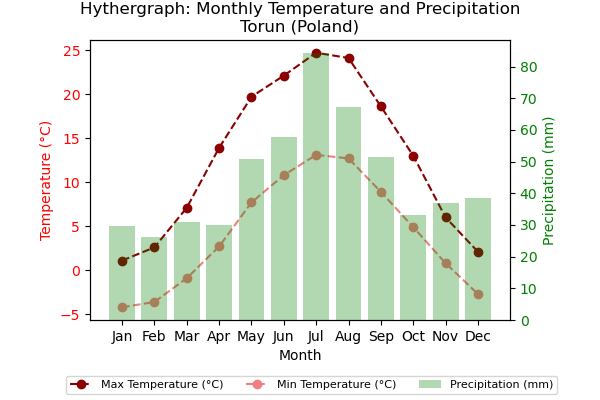 Hythergraph: Monthly Temperature and Precipitation
Torun (Poland)
Temperature (°C)
25
20
15
10
5
0
−5
80
70
60
50
40
30
20
10
0
Precipitation (mm)
Jan Feb Mar Apr May Jun Jul Aug Sep Oct Nov Dec
Month
Max Temperature (°C) Min Temperature (°C) Precipitation (mm)